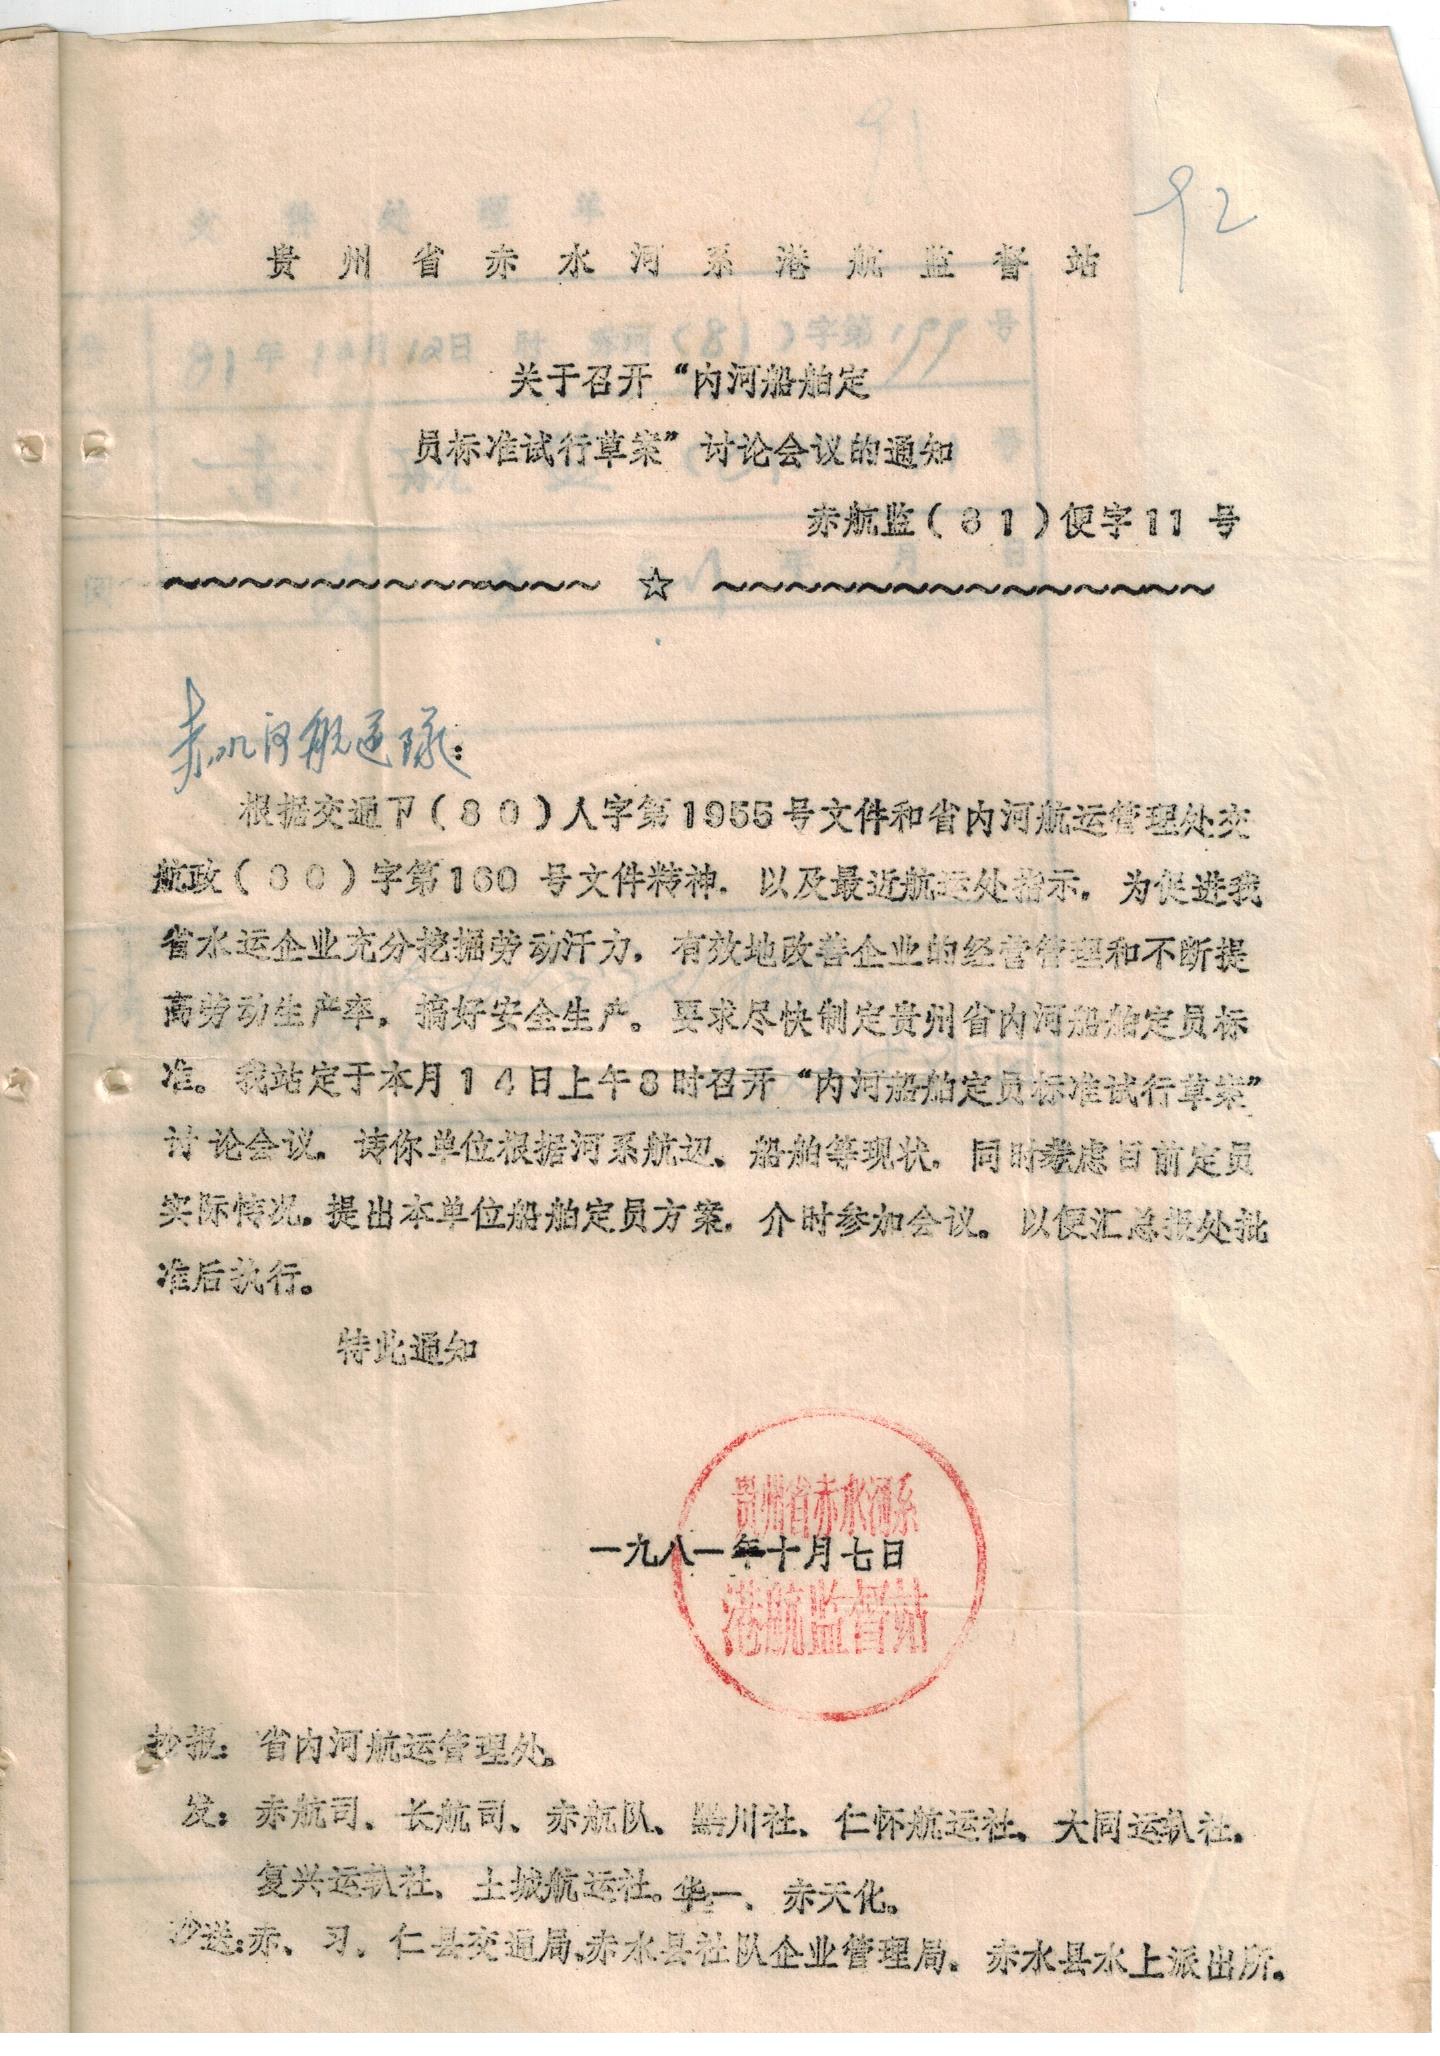 92
贵州省赤水河系港航监督站
关于召开“内河船舶定
员标准试行草案”讨论会议的通知
赤航监(81)便字11号
赤水河航运队:
根据交通下(80)人字第1955号文件和省内河航运管理处交
航政(80)字第160号文件精神。以及最近航运处指示。为促进我
省水运企业充分挖掘劳动汗力。有效地改善企业的经营管理和不断提
高劳动生产率。搞好安全生产。要求尽快制定贵州省内河船舶定员标
准。我站定于本月14日上午8时召开“内河船舶定员标准试行草案”
讨论会议。请你单位根据河系航辺、船舶等现状。同时考虑目前定员
实际情况。提出本单位船舶定员方案。介时参加会议。以便汇总报处批
准后执行。
特此通知
一九八一年十月七日
贵州省赤水河系
港航监督站
抄报:省内河航运管理处。
发:赤航司、长航司、赤航队、黔川社、仁怀航运社、大同运社。
复兴运社、土城航运社。华一、赤天化。
抄送:赤、习、仁县交通局、赤水县社队企业管理局。赤水县水上派出所。